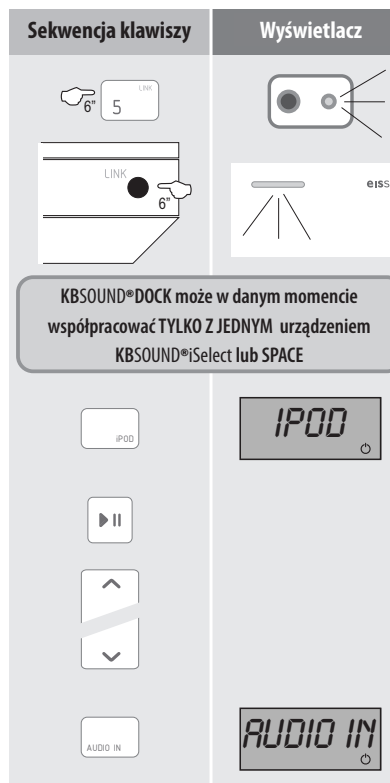 Sekwencja klawiszy Wyświetlacz
LINK
6" 5
LINK
6"
eiss
KBSOUND®DOCK może w danym momencie
współpracować TYLKO Z JEDNYM urządzeniem
KBSOUND®iSelect lub SPACE
iPOD IPOD
AUDIO IN AUDIO IN